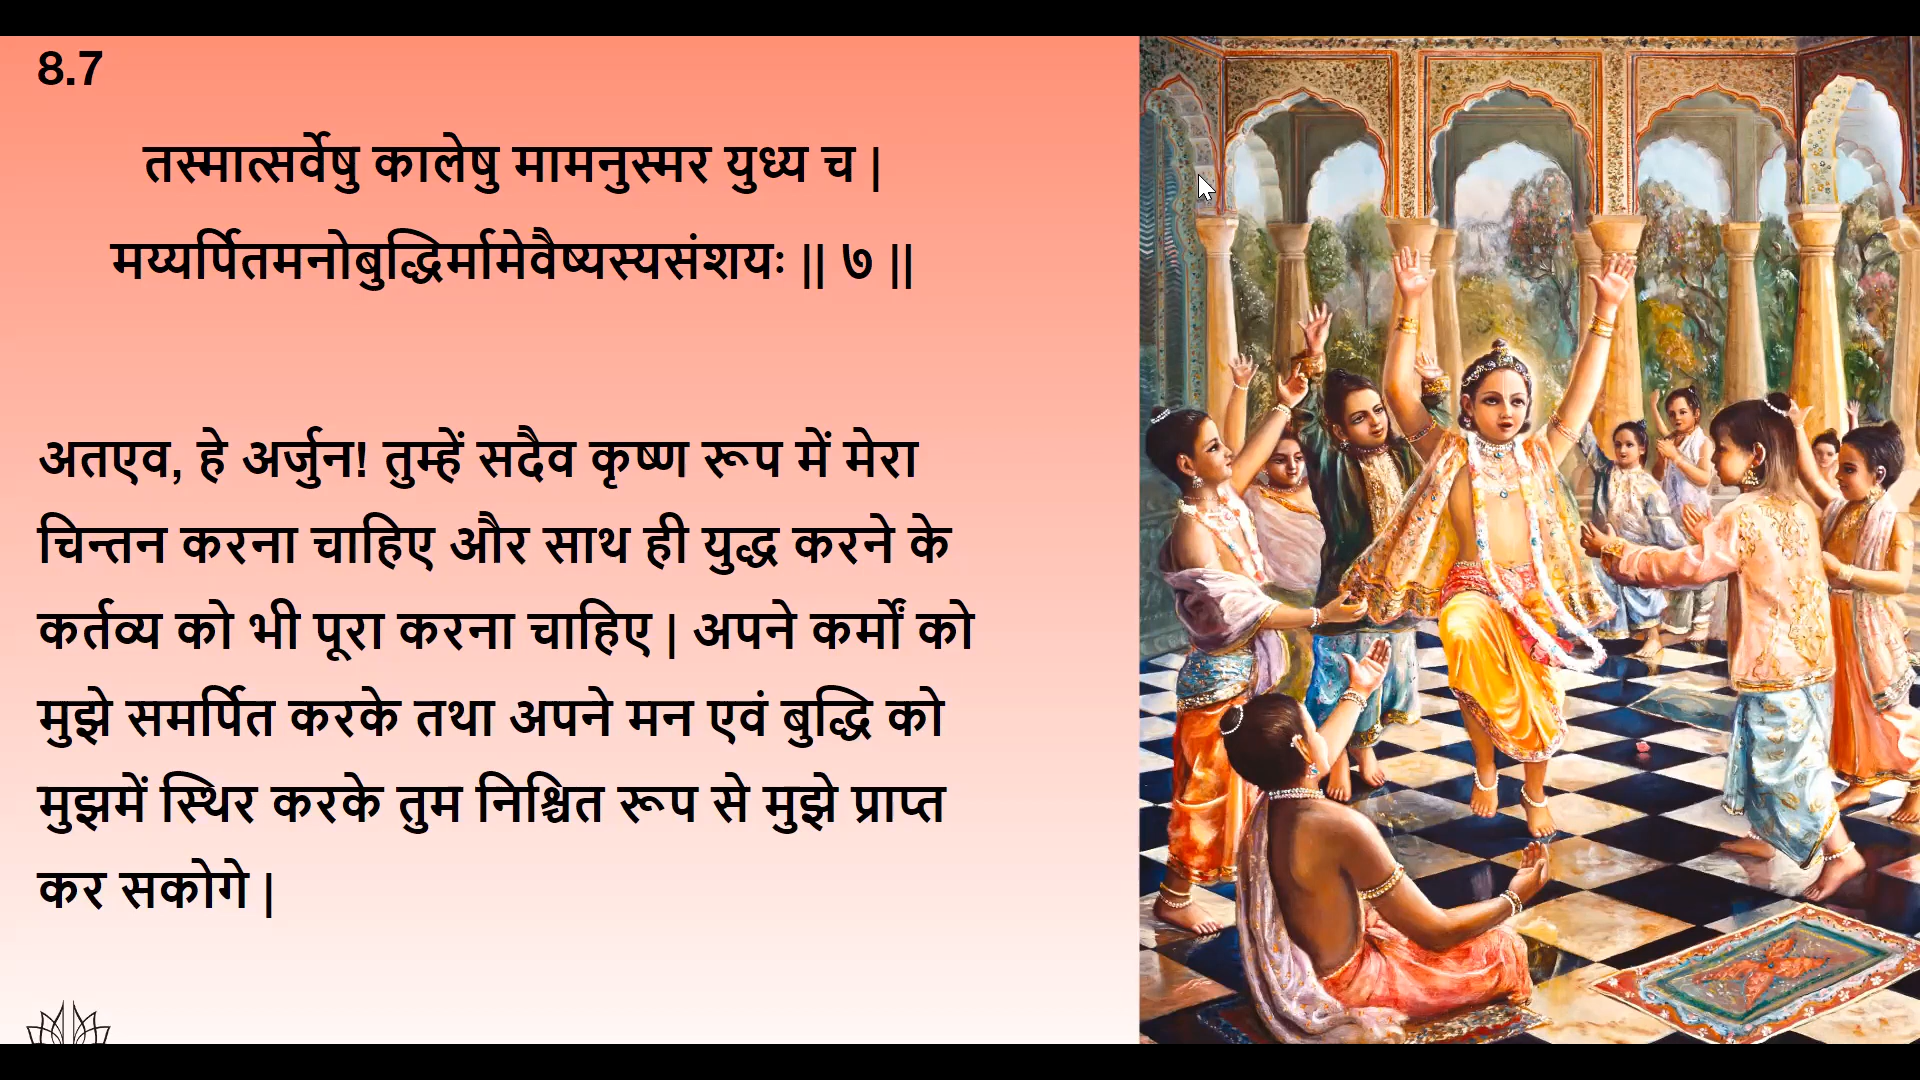 8.7
तस्मात्सर्वेषु कालेषु मामनुस्मर युध्य च |
मय्यर्पितमनोबुद्धिर्मामेवैष्यस्यसंशयः || ७ ||
अतएव, हे अर्जुन! तुम्हें सदैव कृष्ण रूप में मेरा
चिन्तन करना चाहिए और साथ ही युद्ध करने के
कर्तव्य को भी पूरा करना चाहिए | अपने कर्मों को
मुझे समर्पित करके तथा अपने मन एवं बुद्धि को
मुझमें स्थिर करके तुम निश्चित रूप से मुझे प्राप्त
कर सकोगे |